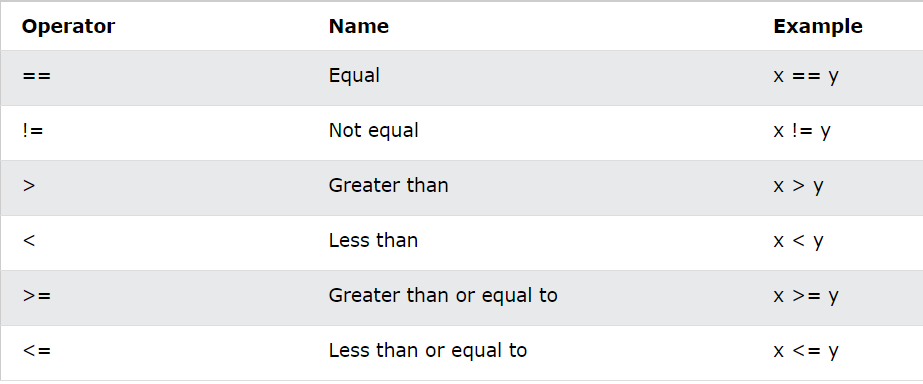 Operator Name Example
== Equal x == y
!= Not equal x != y
> Greater than x > y
< Less than x < y
>= Greater than or equal to x >= y
<= Less than or equal to x <= y